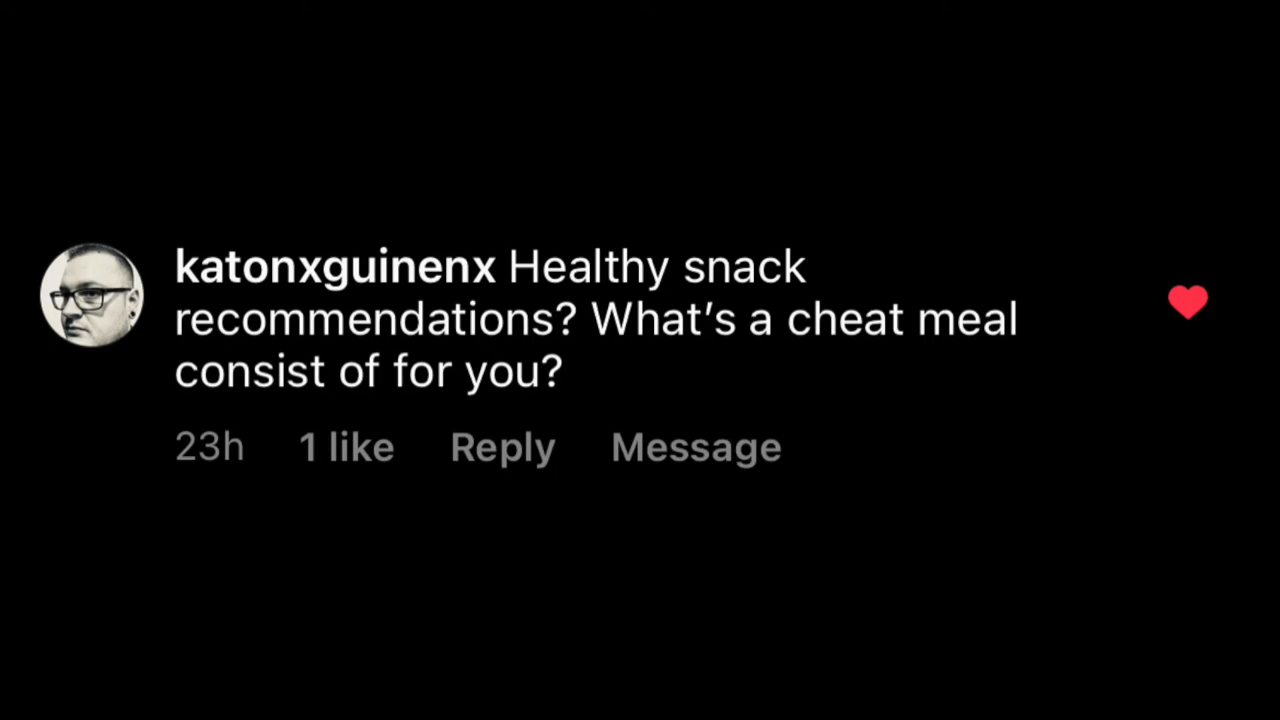 katonxguinenx Healthy snack
recommendations? What’s a cheat meal
consist of for you?
23h 1 like Reply Message